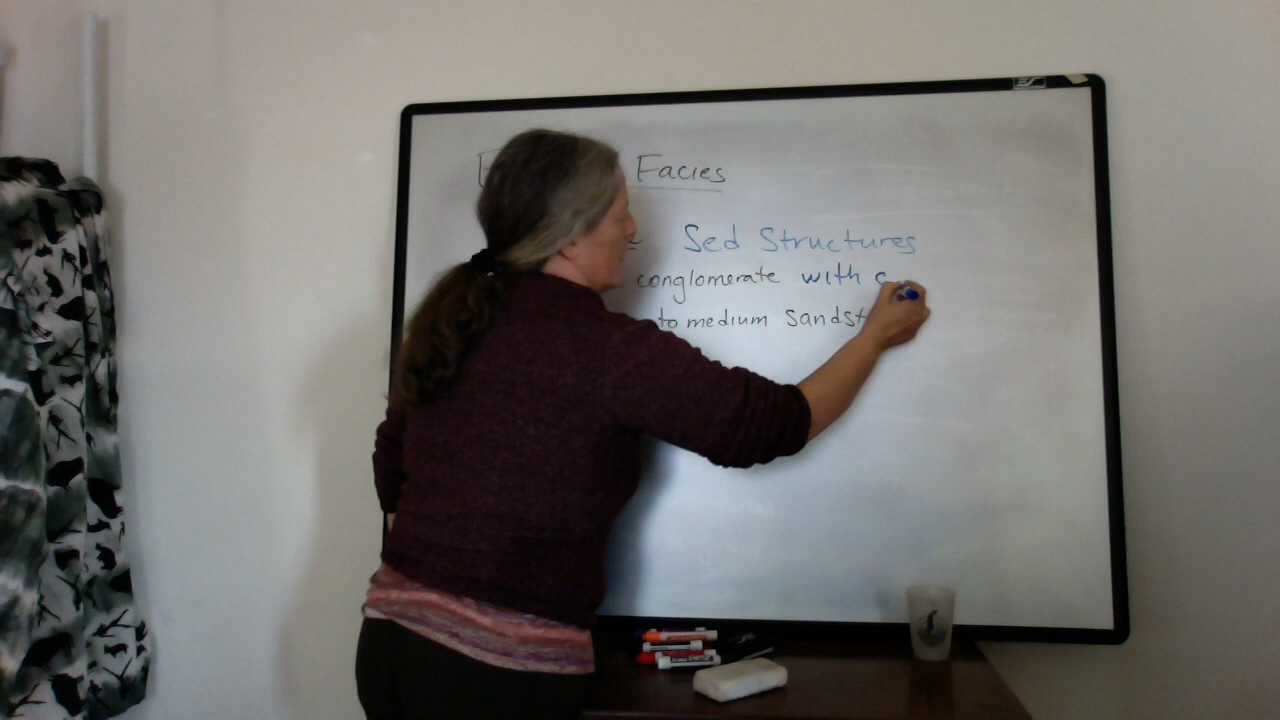 Facies
Sed Structures
conglomerate with
to medium sandst